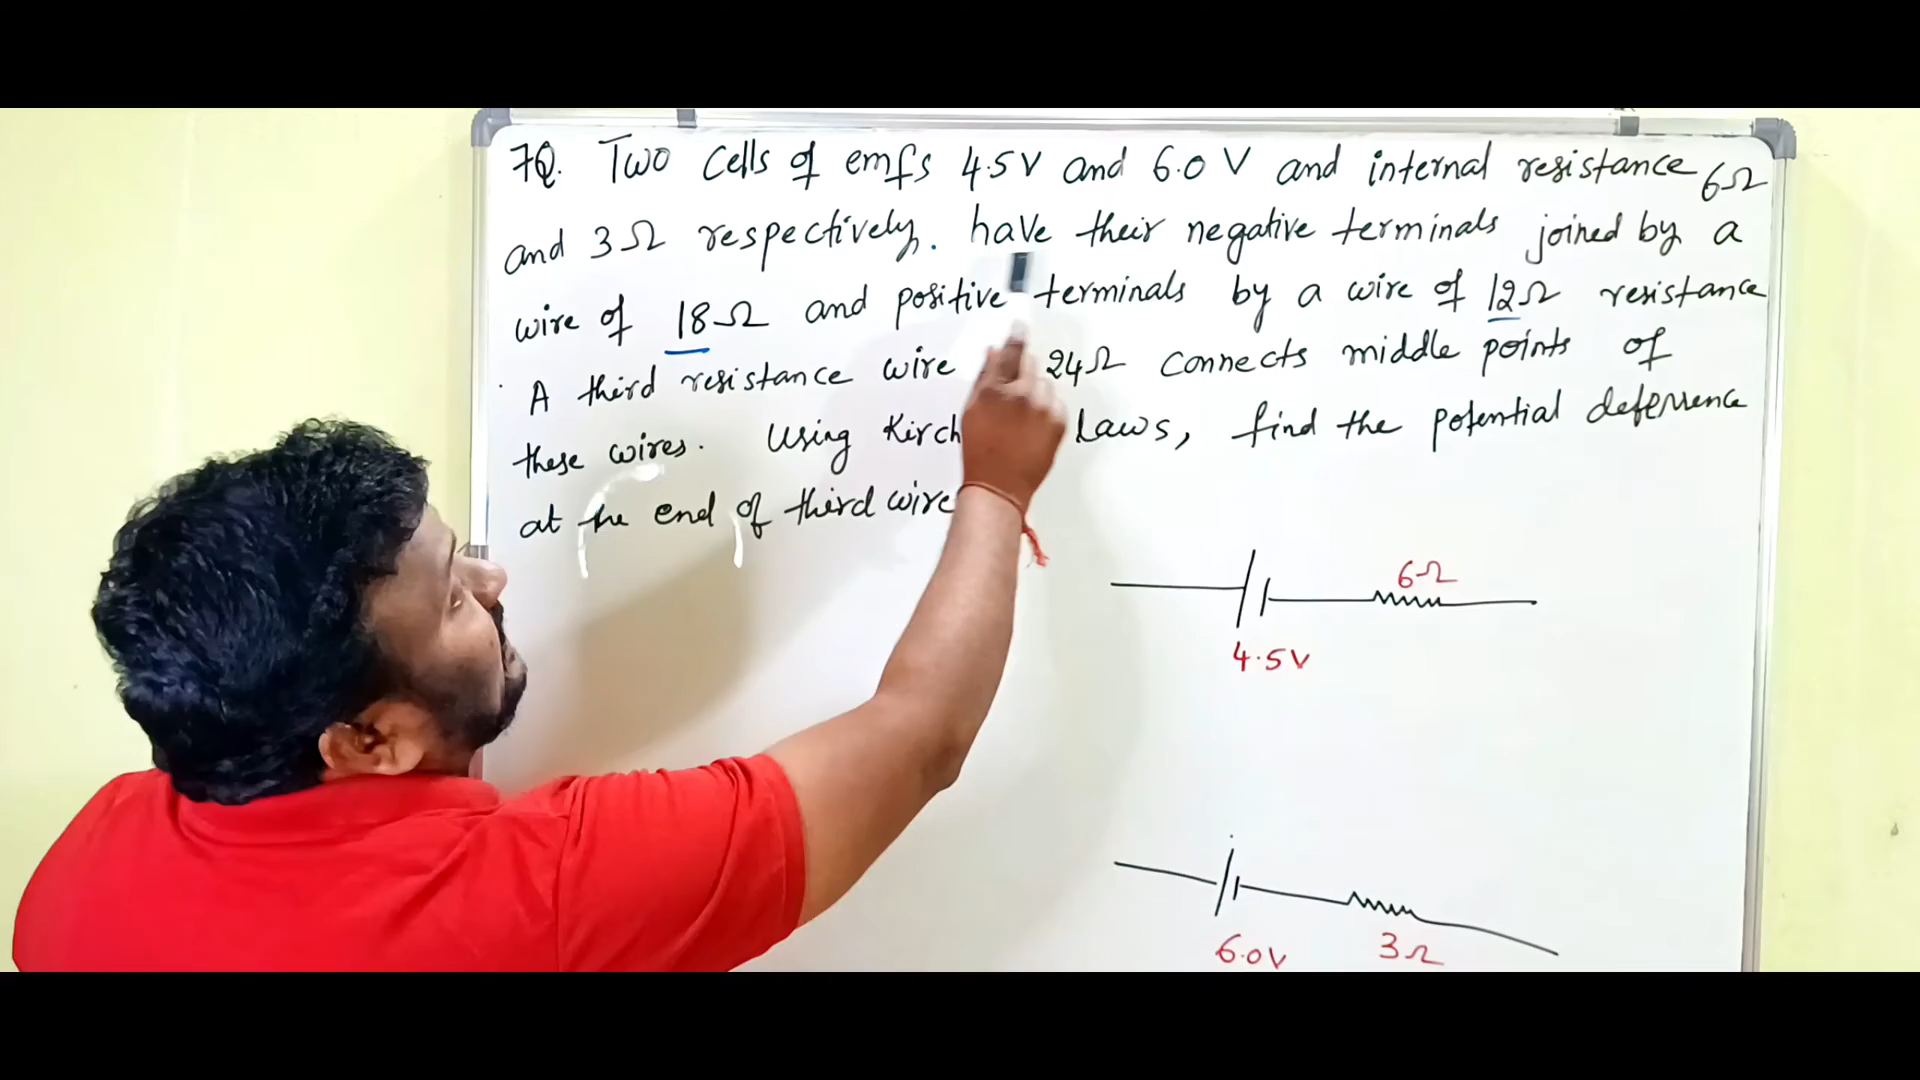 7Q. Two Cells of emfs 4.5V and 6.0 V and internal resistance 6Ω
and 3Ω respectively. have their negative terminals joined by a
wire of 18Ω and positive terminals by a wire of 12Ω resistance
A third resistance wire 24Ω connects middle points of
these wires. Using Kirch Laws, find the potential deference
at the end of third wire
6Ω
4.5V
6.0V
3Ω